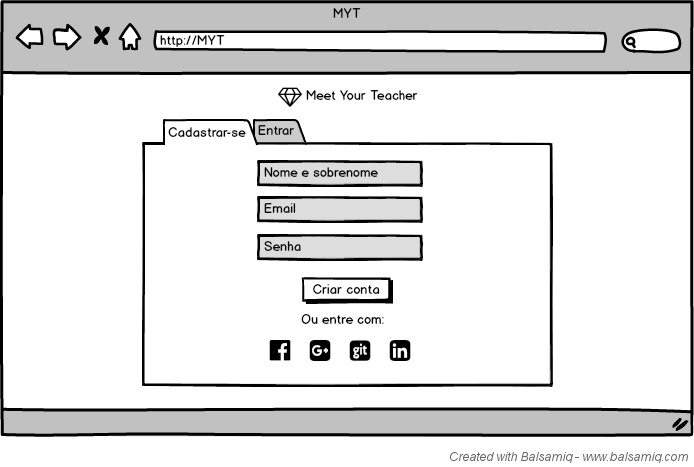 MYT
http://MYT
Meet Your Teacher
Cadastrar-se
Entrar
Nome e sobrenome
Email
Senha
Criar conta
Ou entre com:
f
G+
git
in
Created with Balsamiq - www.balsamiq.com